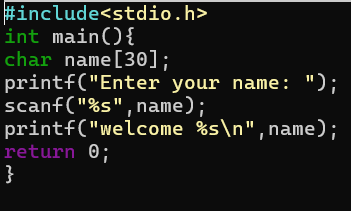 #include<stdio.h>
int main(){
char name[30];
printf("Enter your name: ");
scanf("%s",name);
printf("welcome %s\n",name);
return 0;
}